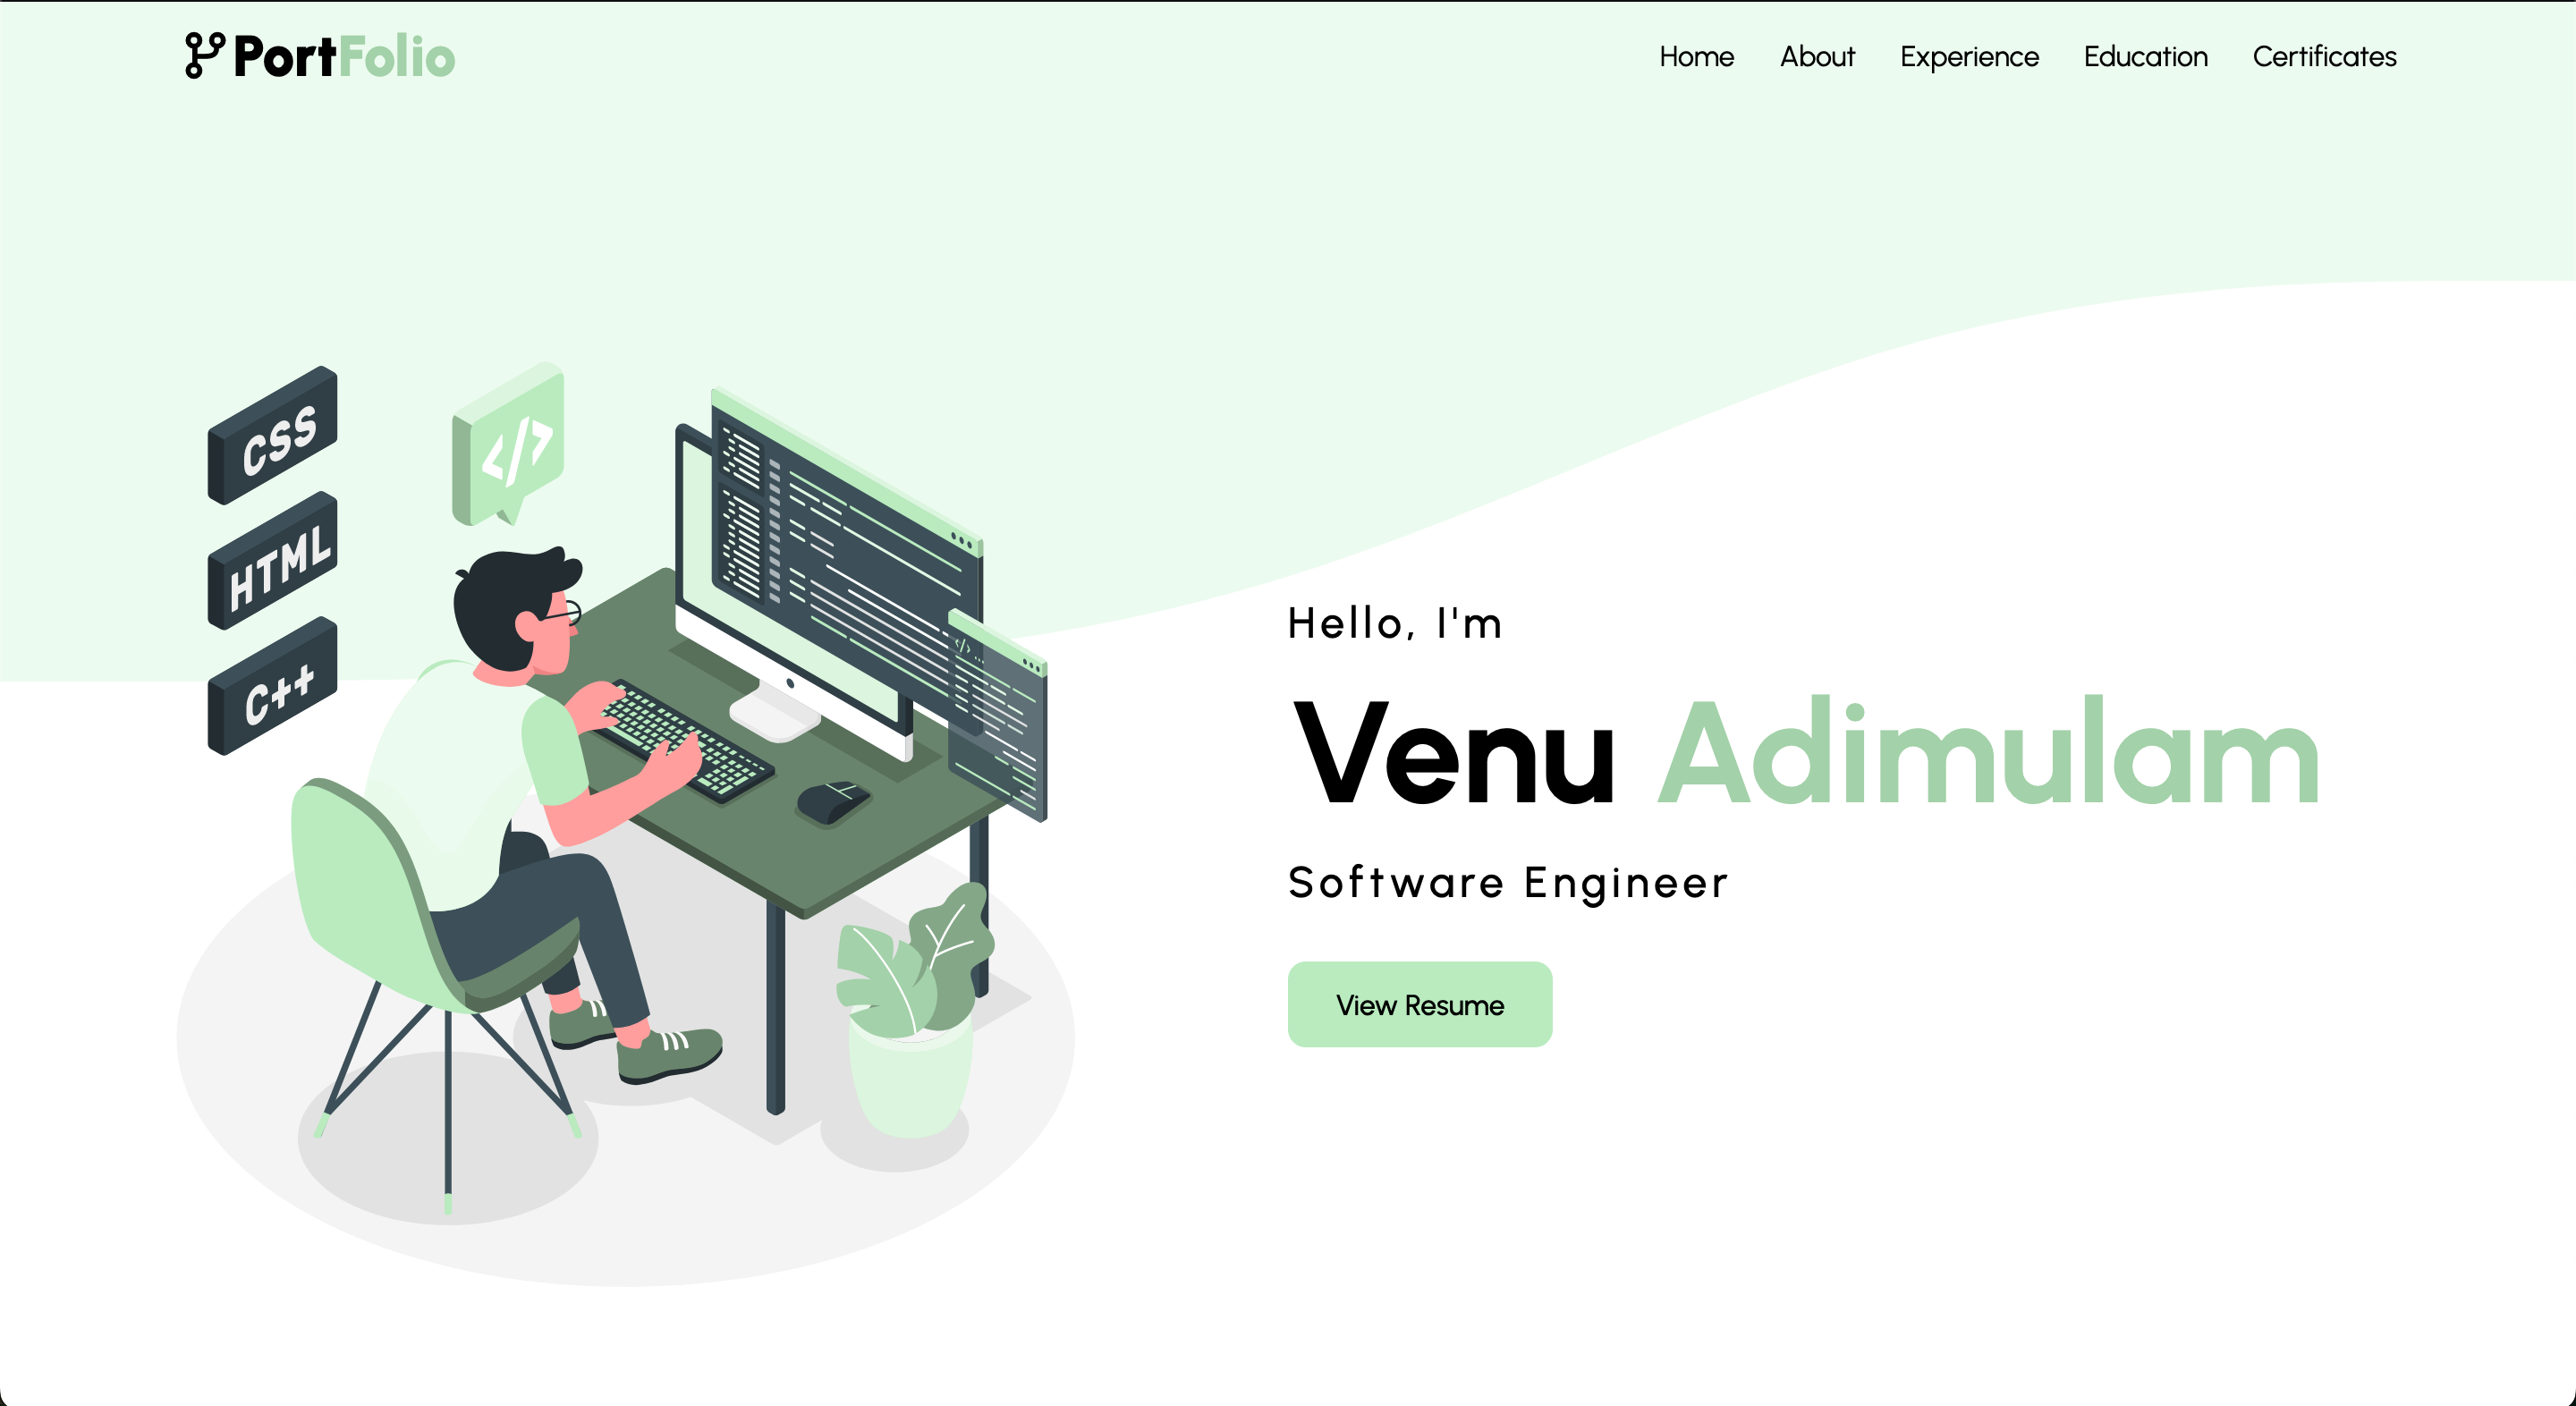 PortFolio
Home About Experience Education Certificates
CSS
</>
HTML
C++
Hello, I'm
Venu Adimulam
Software Engineer
View Resume